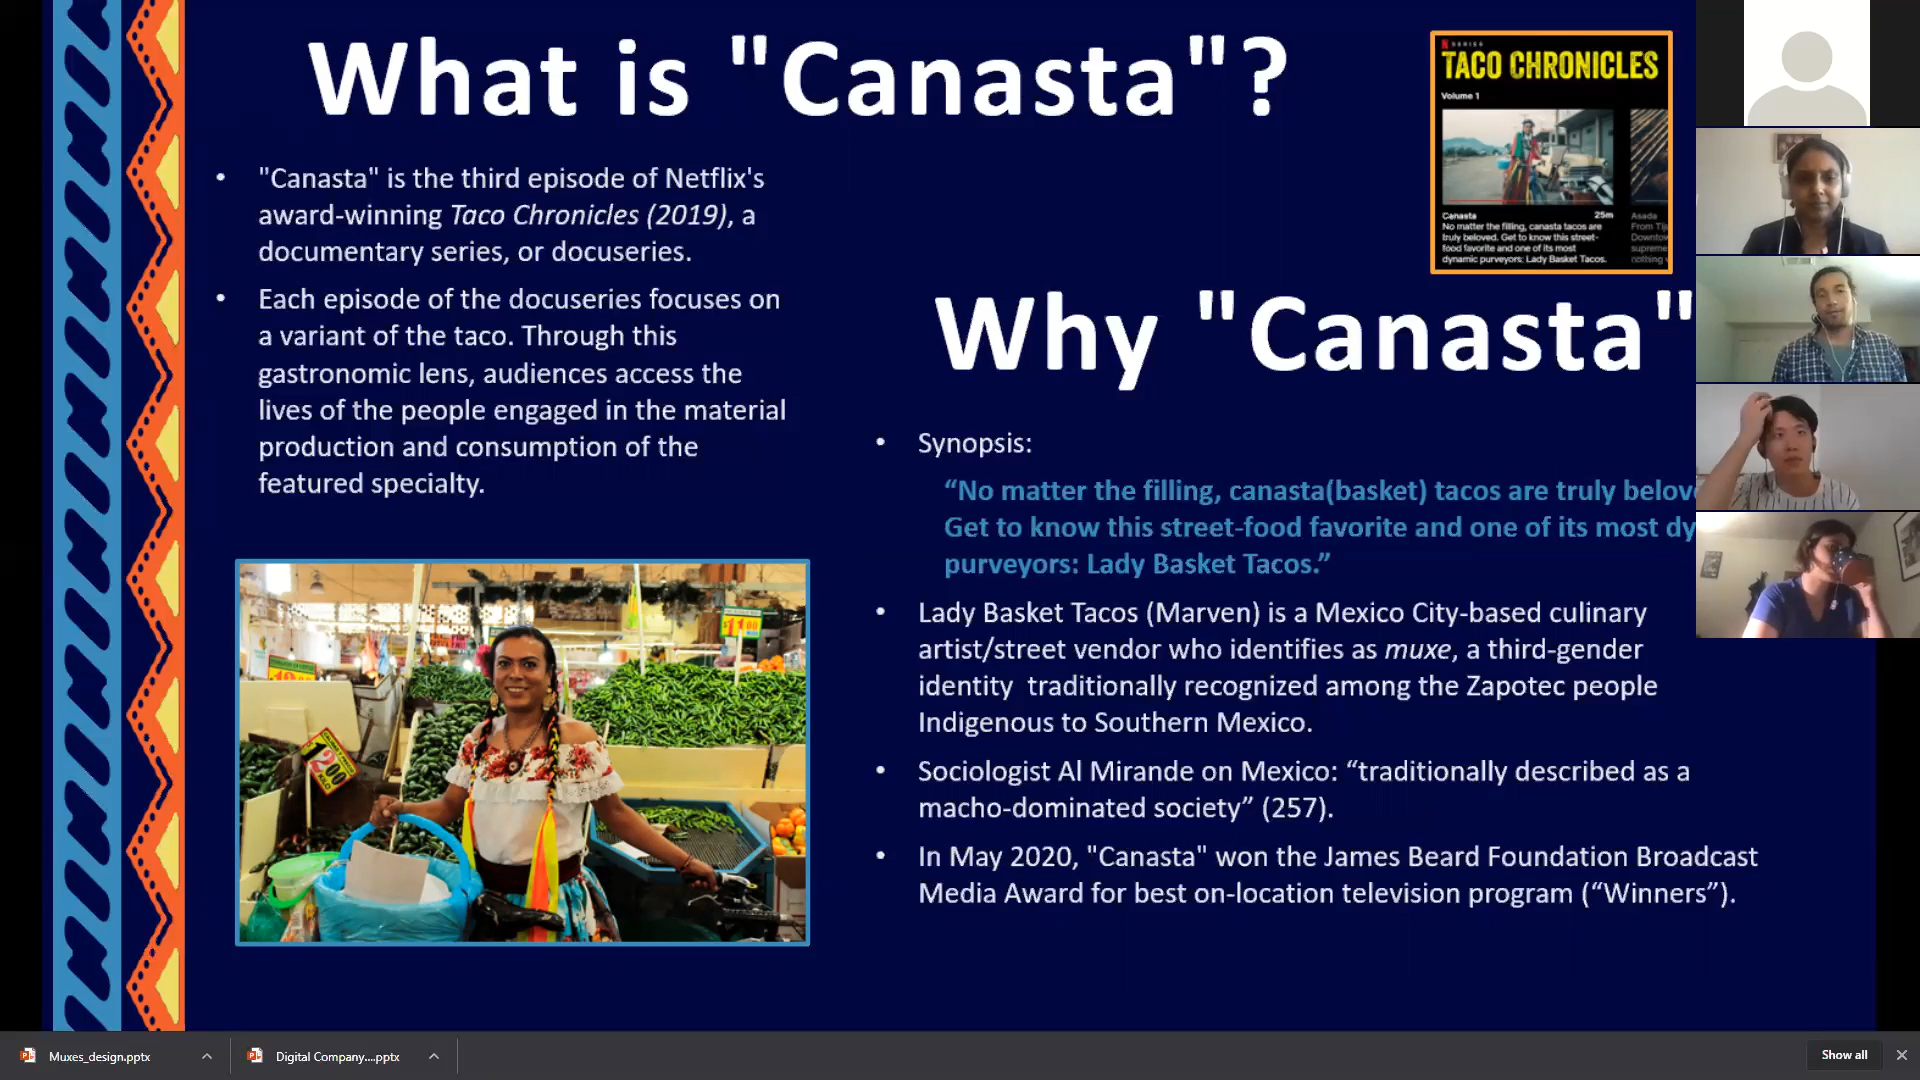 What is "Canasta"?
• "Canasta" is the third episode of Netflix's
award-winning Taco Chronicles (2019), a
documentary series, or docuseries.
• Each episode of the docuseries focuses on
a variant of the taco. Through this
gastronomic lens, audiences access the
lives of the people engaged in the material
production and consumption of the
featured specialty.
SERIES
TACO CHRONICLES
Volume 1
Canasta 25m
No matter the filling, canasta tacos are
truly beloved. Get to know this street-
food favorite and one of its most
dynamic purveyors: Lady Basket Tacos.
Asada
From
Downto
supreme
nothing
Why "Canasta"
• Synopsis:
“No matter the filling, canasta(basket) tacos are truly belov
Get to know this street-food favorite and one of its most dy
purveyors: Lady Basket Tacos.”
• Lady Basket Tacos (Marven) is a Mexico City-based culinary
artist/street vendor who identifies as muxe, a third-gender
identity  traditionally recognized among the Zapotec people
Indigenous to Southern Mexico.
• Sociologist Al Mirande on Mexico: “traditionally described as a
macho-dominated society” (257).
• In May 2020, "Canasta" won the James Beard Foundation Broadcast
Media Award for best on-location television program (“Winners”).
Muxes_design.pptx
Digital Company....pptx
Show all